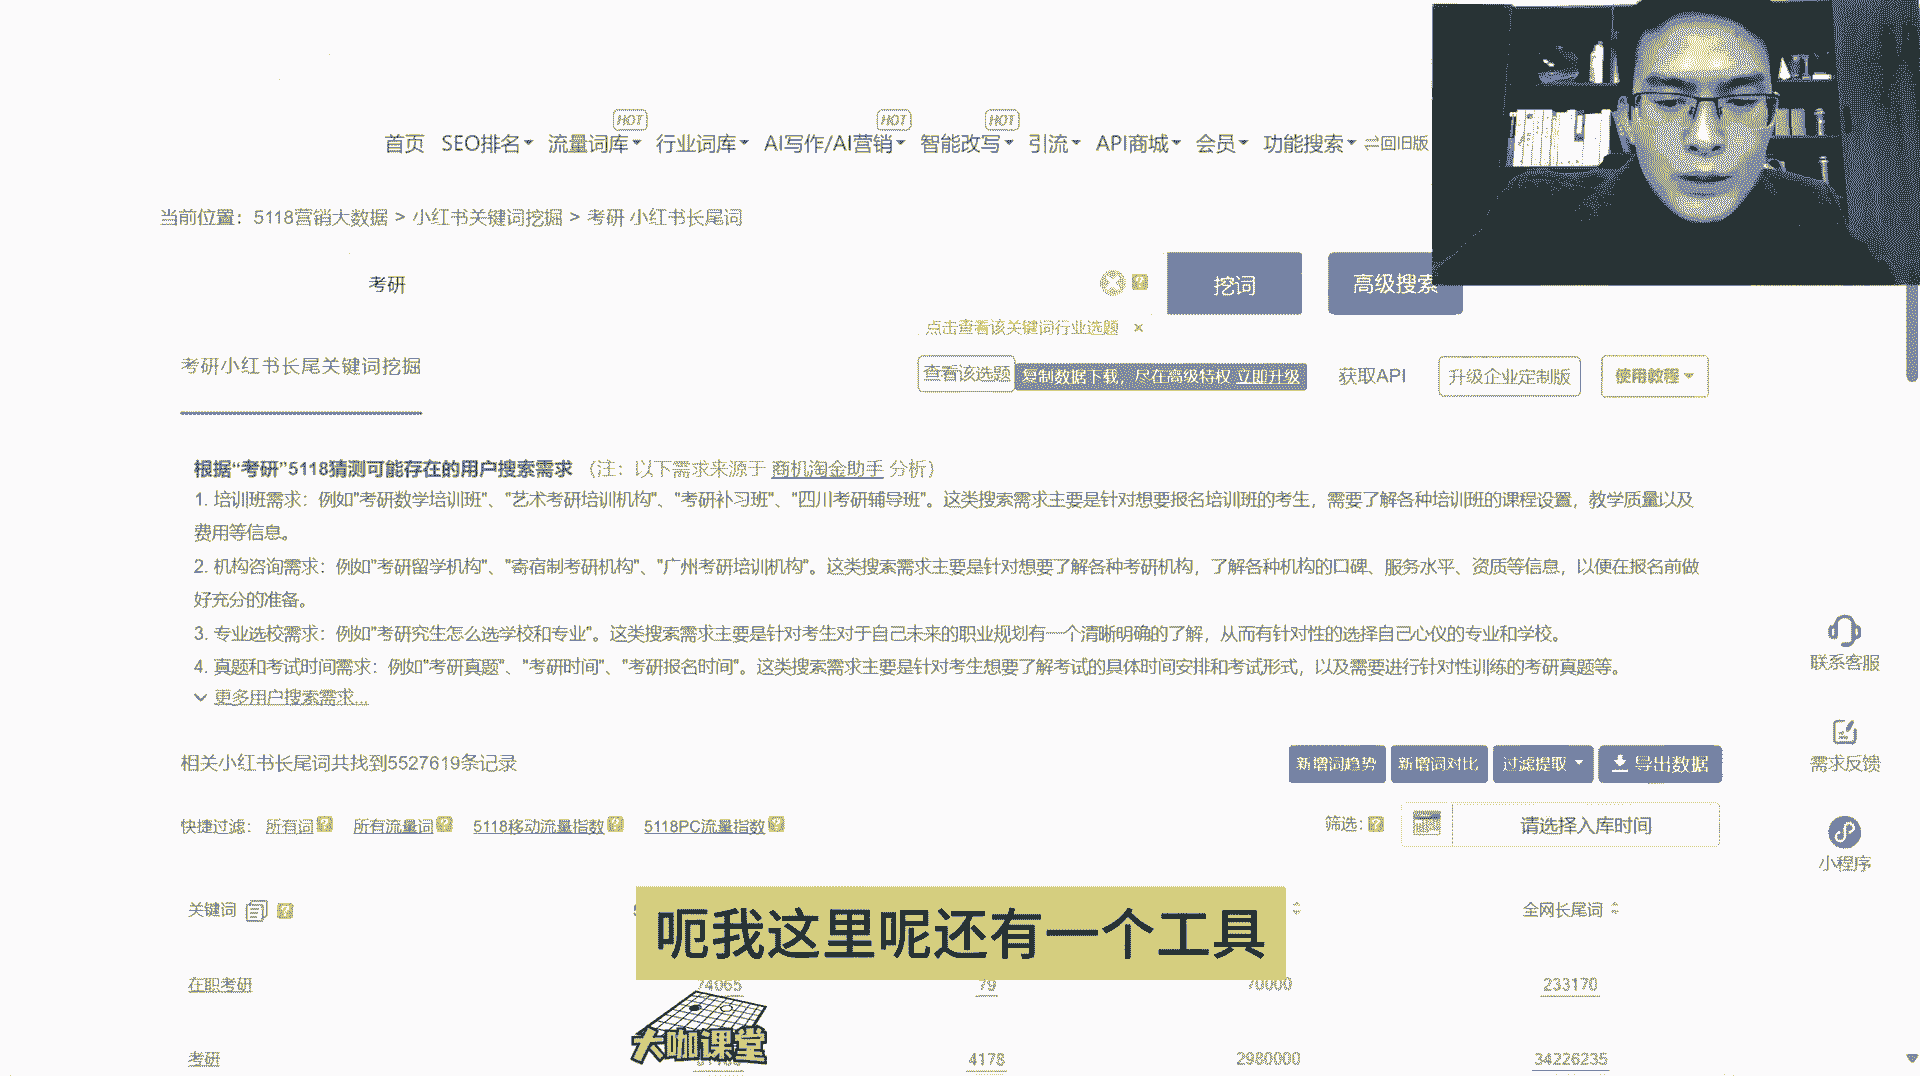 HOT HOT HOT
首页 SEO排名 流量词库 行业词库 AI写作/AI营销 智能改写 引流 API商城 会员 功能搜索 回旧版
当前位置：5118营销大数据 > 小红书关键词挖掘 > 考研 小红书长尾词
考研
挖词
高级搜索
点击查看该关键词行业选题 ×
考研小红书长尾关键词挖掘
查看该选题
复制数据下载，尽在高级特权 立即升级
获取API
升级企业定制版
使用教程
根据“考研”5118猜测可能存在的用户搜索需求 （注：以下需求来源于 商机淘金助手 分析）
1. 培训班需求：例如"考研数学培训班"、"艺术考研培训机构"、"考研补习班"、"四川考研辅导班"。这类搜索需求主要是针对想要报名培训班的考生，需要了解各种培训班的课程设置，教学质量以及
费用等信息。
2. 机构咨询需求：例如"考研留学机构"、"寄宿制考研机构"、"广州考研培训机构"。这类搜索需求主要是针对想要了解各种考研机构，了解各种机构的口碑、服务水平、资质等信息，以便在报名前做
好充分的准备。
3. 专业选校需求：例如"考研究生怎么选学校和专业"。这类搜索需求主要是针对考生对于自己未来的职业规划有一个清晰明确的了解，从而有针对性的选择自己心仪的专业和学校。
4. 真题和考试时间需求：例如"考研真题"、"考研时间"、"考研报名时间"。这类搜索需求主要是针对考生想要了解考试的具体时间安排和考试形式，以及需要进行针对性训练的考研真题等。
更多用户搜索需求...
联系客服
需求反馈
小程序
相关小红书长尾词共找到5527619条记录
新增词趋势
新增词对比
过滤提取
导出数据
快捷过滤： 所有词 所有流量词 5118移动流量指数 5118PC流量指数
筛选:
请选择入库时间
关键词
全网长尾词
呃我这里呢还有一个工具
在职考研 74065 79 70000 233170
大咖课堂
考研 4178 2980000 34226235